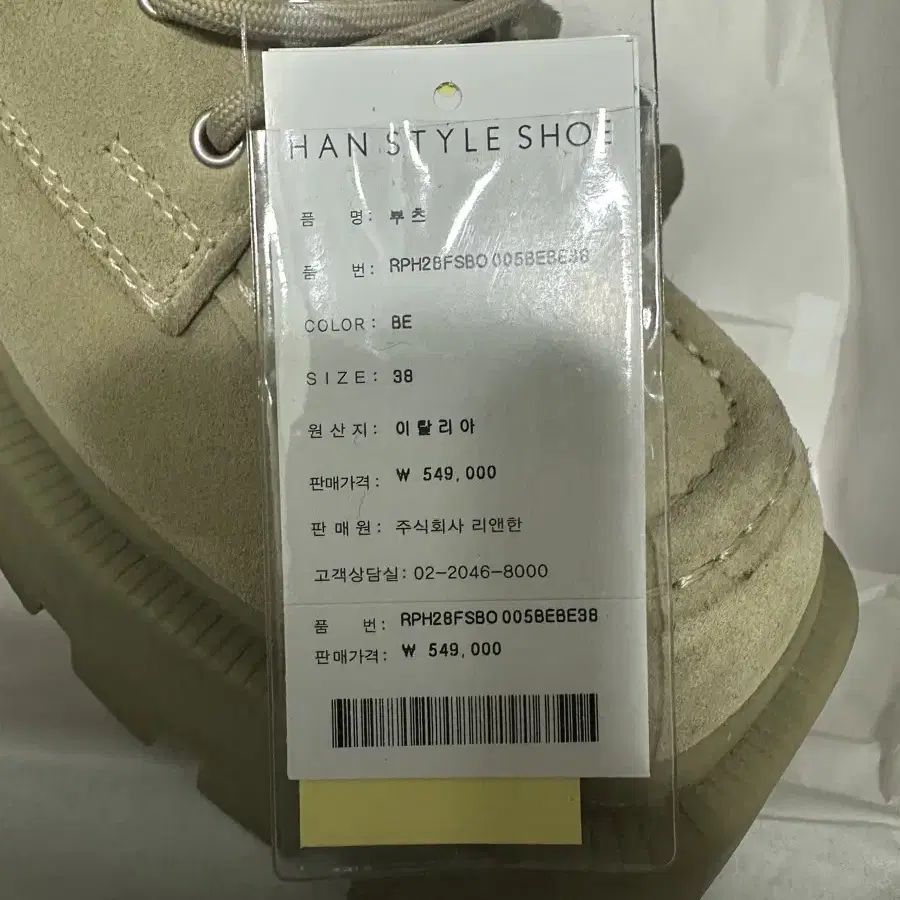 HAN STYLE SHOE
품 명: 부츠
품 번: RPH28FSBO005BEBE38
COLOR: BE
SIZE: 38
원산지: 이탈리아
판매가격: ₩ 549,000
판매원: 주식회사 리앤한
고객상담실: 02-2046-8000
품 번: RPH28FSBO005BEBE38
판매가격: ₩ 549,000